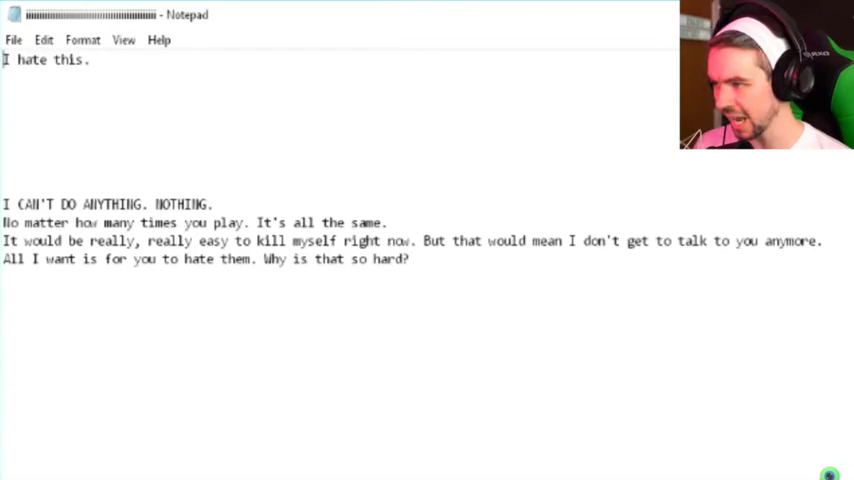 iiiiiiiiiiiiiiiiiiiiiiiiiiiiiiii - Notepad
File Edit Format View Help
I hate this.
I CAN'T DO ANYTHING. NOTHING.
No matter how many times you play. It's all the same.
It would be really, really easy to kill myself right now. But that would mean I don't get to talk to you anymore.
All I want is for you to hate them. Why is that so hard?